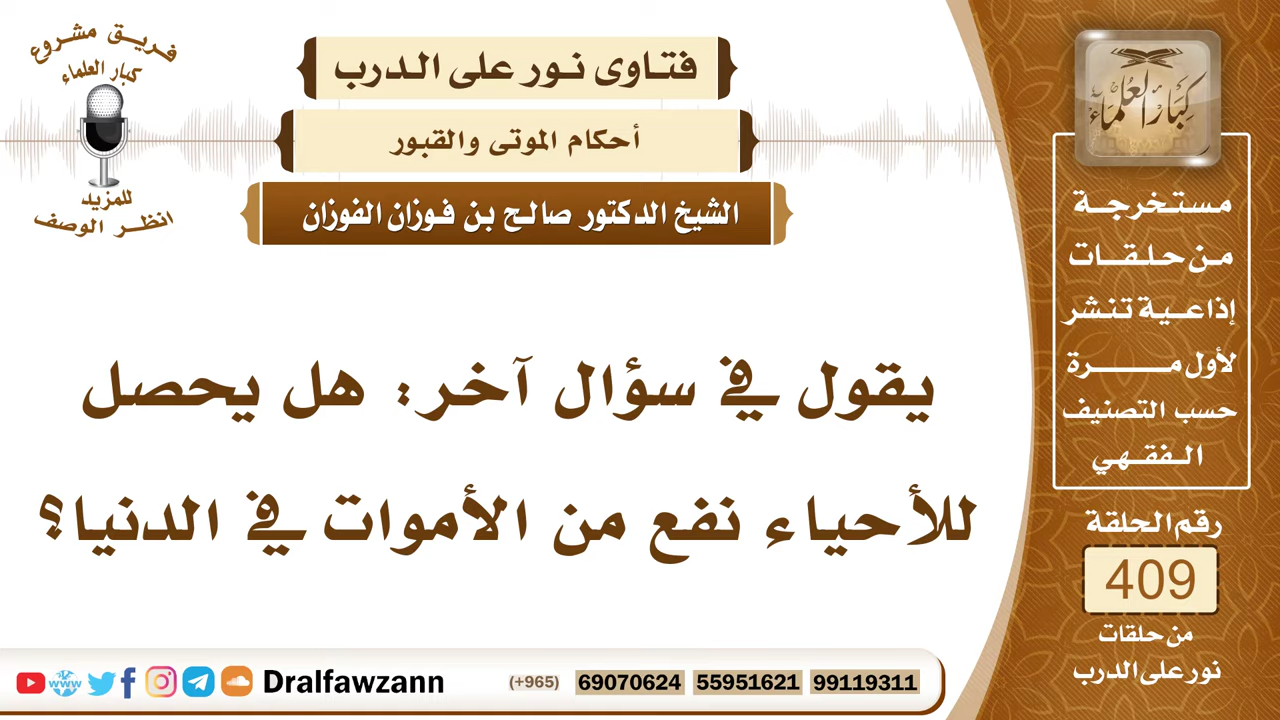 فريق مشروع
كبار العلماء
للمزيد
انظر الوصف
فتاوى نور على الدرب
أحكام الموتى والقبور
الشيخ الدكتور صالح بن فوزان الفوزان
يقول في سؤال آخر: هل يحصل
للأحياء نفع من الأموات في الدنيا؟
كبار العلماء
مستخرجة
من حلقات
إذاعية تنشر
لأول مرة
حسب التصنيف
الفقهي
رقم الحلقة
409
من حلقات
نور على الدرب
www Dralfawzann (+965) 69070624 55951621 99119311